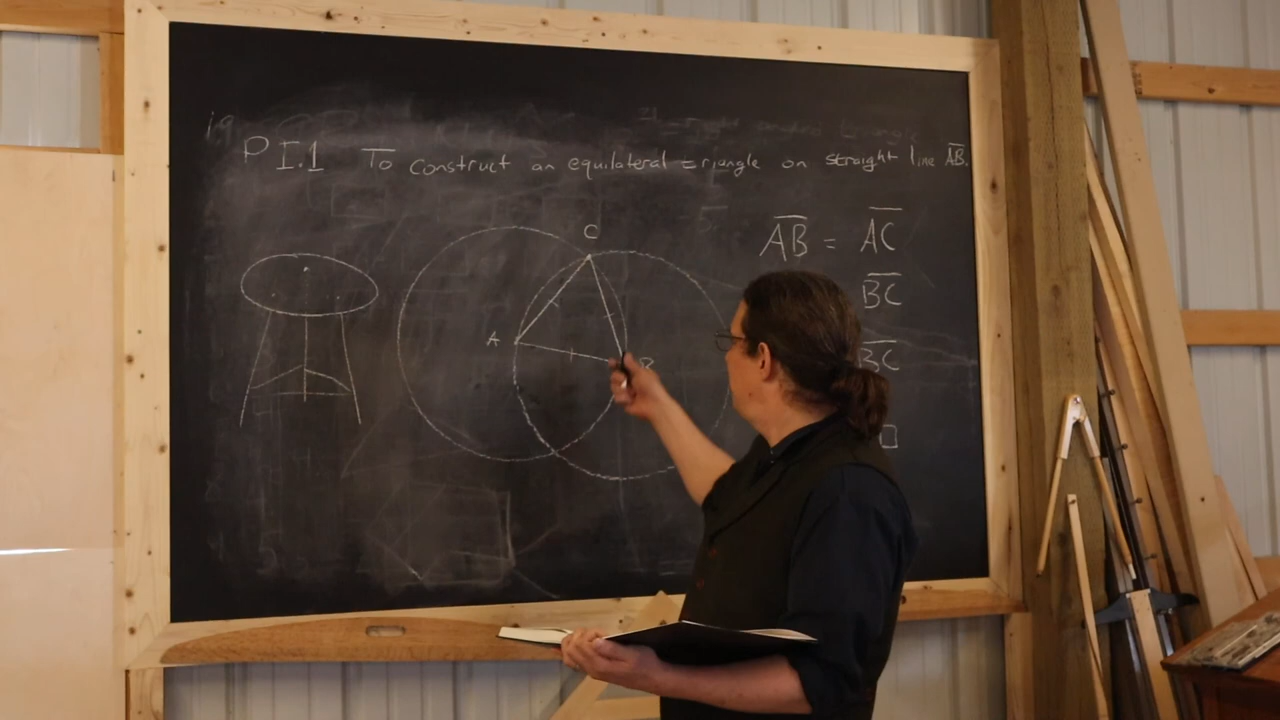 P I.1 To construct an equilateral triangle on straight line AB.
C
AB = AC
BC
A
B
BC